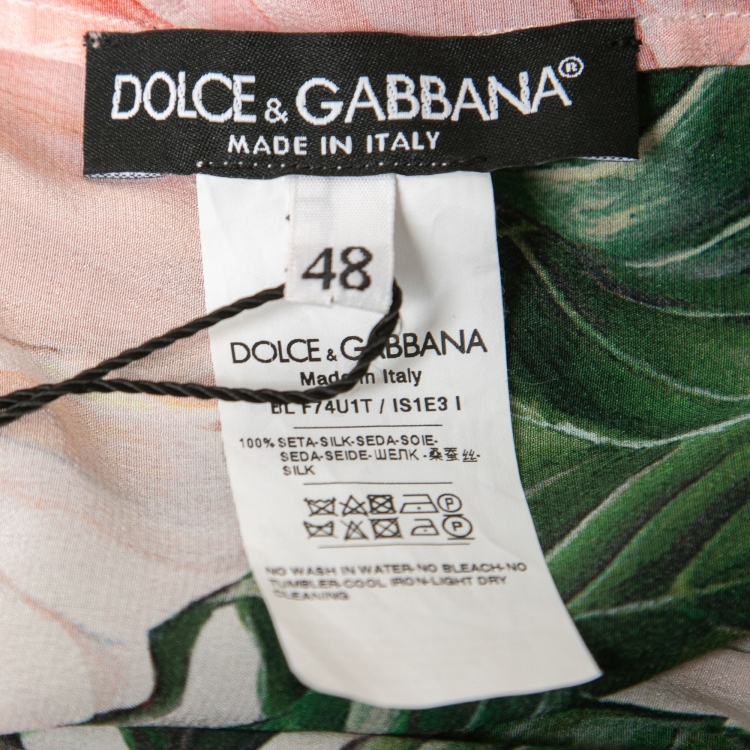 DOLCE & GABBANA®
MADE IN ITALY
48
DOLCE & GABBANA
Made in Italy
BL F74U1T / IS1E3 I
100% SETA-SILK-SEDA-SOIE-
SEDA-SEIDE-ШЕЛК-桑蚕丝-
SILK
P
P
NO WASH IN WATER-NO BLEACH-NO
TUMBLER-COOL IRON-LIGHT DRY
CLEANING